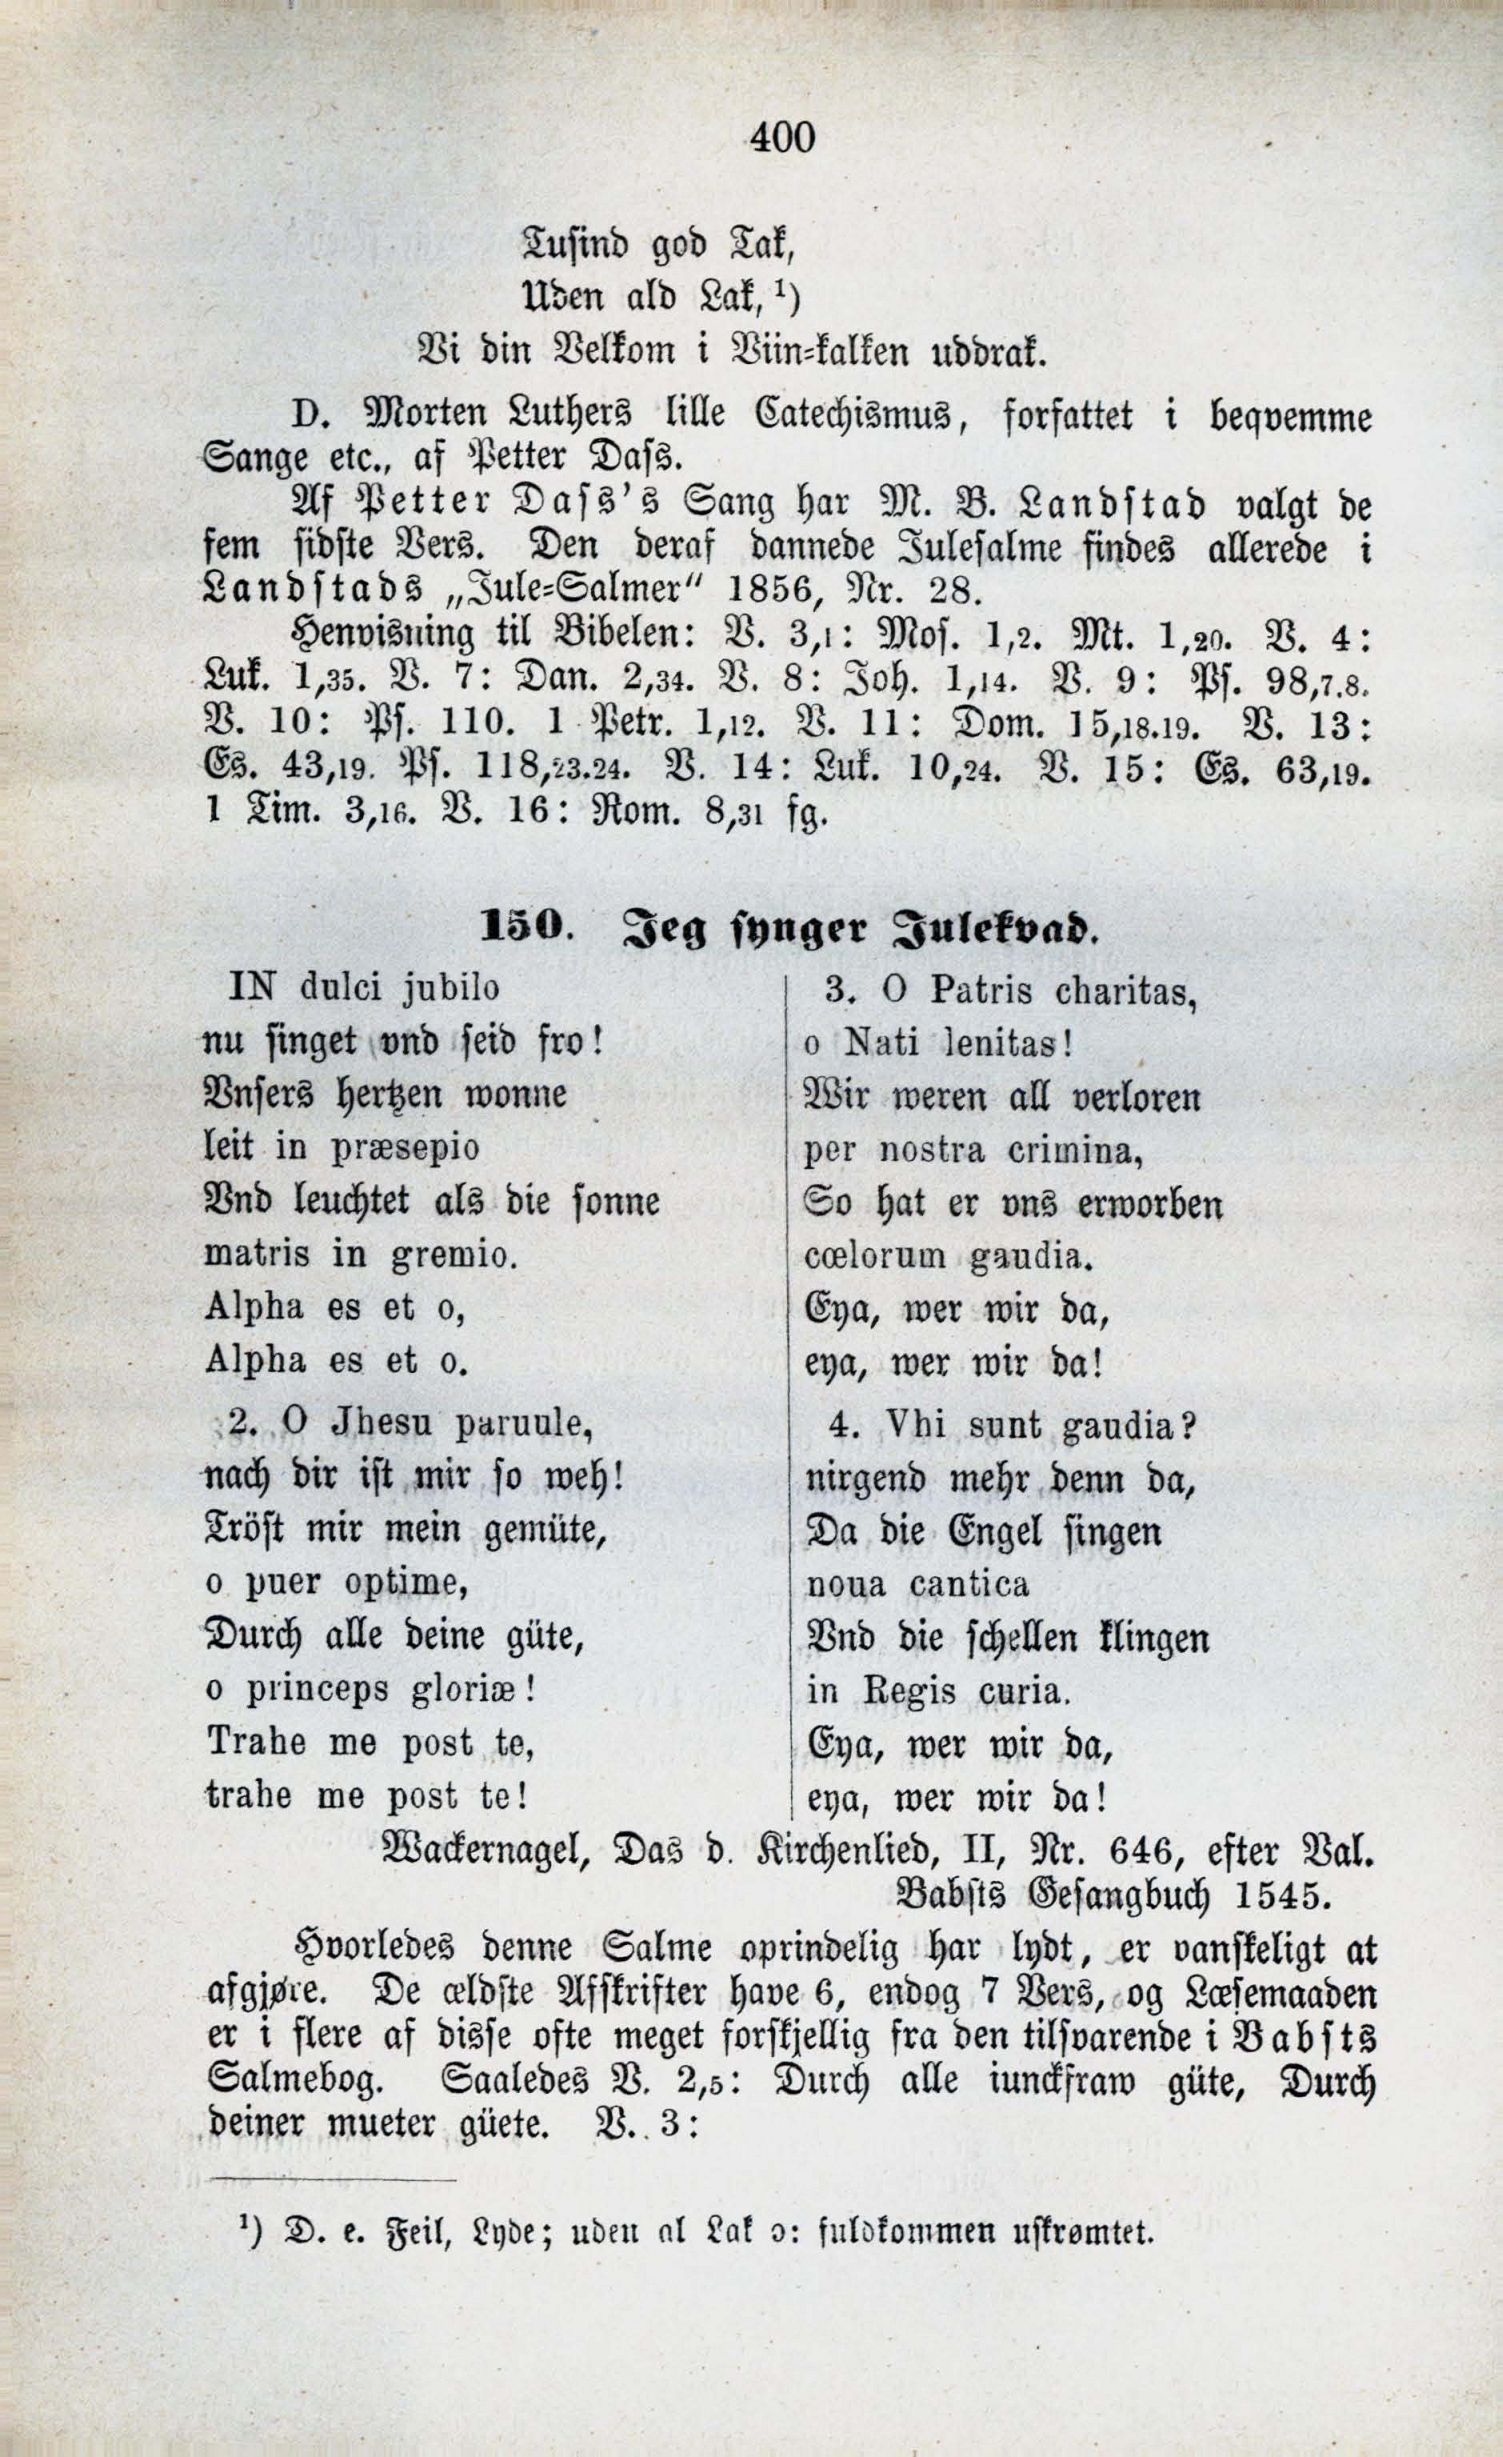 400
Tusind god Tak,
Uden ald Lak, ¹)
Vi din Velkom i Viin-kalken uddrak.
D. Morten Luthers lille Catechismus, forfattet i beqvemme
Sange etc., af Petter Dass.
Af Petter Dass's Sang har M. B. Landstad valgt de
fem sidste Vers. Den deraf dannede Julesalme findes allerede i
Landstads „Jule-Salmer“ 1856, Nr. 28.
Henvisning til Bibelen: V. 3,1: Mos. 1,2. Mt. 1,20. V. 4:
Luk. 1,35. V. 7: Dan. 2,34. V. 8: Joh. 1,14. V. 9: Ps. 98,7.8.
V. 10: Ps. 110. 1 Petr. 1,12. V. 11: Dom. 15,18.19. V. 13:
Es. 43,19. Ps. 118,23.24. V. 14: Luk. 10,24. V. 15: Es. 63,19.
1 Tim. 3,16. V. 16: Rom. 8,31 fg.
150. Jeg synger Julekvad.
IN dulci jubilo
nu singet vnd seid fro!
Vnsers hertzen wonne
leit in præsepio
Vnd leuchtet als die sonne
matris in gremio.
Alpha es et o,
Alpha es et o.
2. O Jhesu paruule,
nach dir ist mir so weh!
Tröst mir mein gemüte,
o puer optime,
Durch alle deine güte,
o princeps gloriæ!
Trahe me post te,
trahe me post te!
3. O Patris charitas,
o Nati lenitas!
Wir weren all verloren
per nostra crimina,
So hat er vns erworben
cœlorum gaudia.
Eya, wer wir da,
eya, wer wir da!
4. Vhi sunt gaudia?
nirgend mehr denn da,
Da die Engel singen
noua cantica
Vnd die schellen klingen
in Regis curia.
Eya, wer wir da,
eya, wer wir da!
Wackernagel, Das d. Kirchenlied, II, Nr. 646, efter Val.
Babsts Gesangbuch 1545.
Hvorledes denne Salme oprindelig har lydt, er vanskeligt at
afgjøre. De ældste Afskrifter have 6, endog 7 Vers, og Læsemaaden
er i flere af disse ofte meget forskjellig fra den tilsvarende i Babsts
Salmebog. Saaledes V. 2,5: Durch alle iunckfraw güte, Durch
deiner mueter güete. V. 3:
¹) D. e. Feil, Lyde; uden al Lak ɔ: fuldkommen uskrømtet.